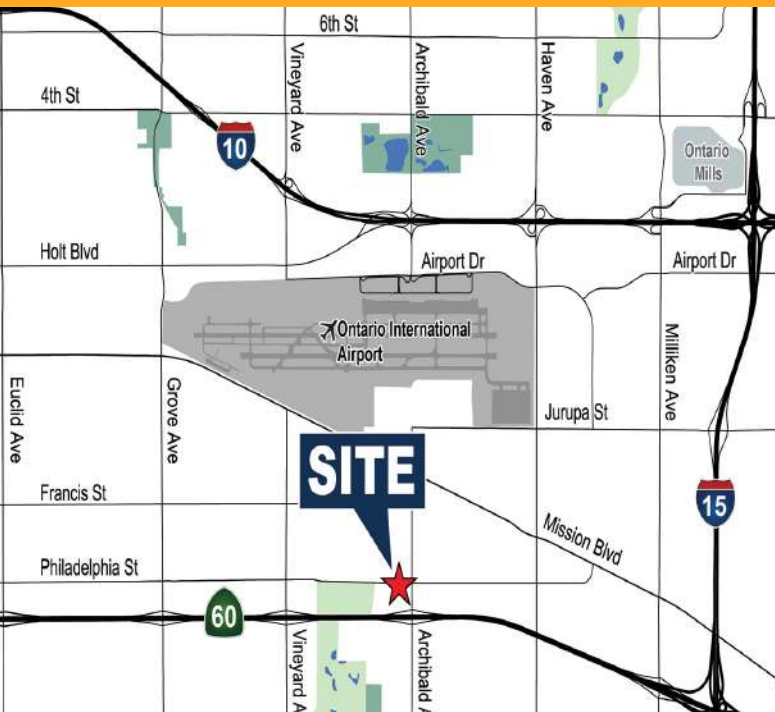 6th St
Vineyard Ave
Archibald Ave
Haven Ave
4th St
10
Ontario
Mills
Holt Blvd
Airport Dr
Airport Dr
Ontario International
Airport
Euclid Ave
Grove Ave
Milliken Ave
Jurupa St
SITE
Francis St
15
Mission Blvd
Philadelphia St
60
Vineyard A
Archibald A